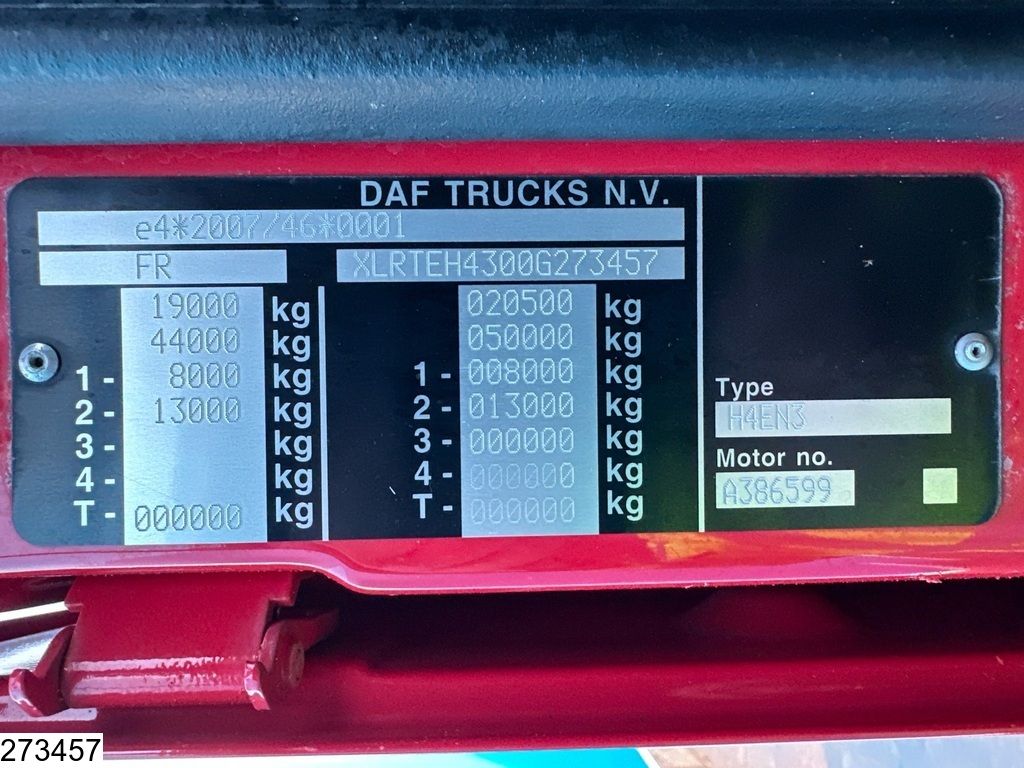 DAF TRUCKS N.V.
e4*2007/46*0001
FR XLRTEH4300G273457
19000 kg 020500 kg
44000 kg 050000 kg
1 - 8000 kg 1 - 008000 kg
2 - 13000 kg 2 - 013000 kg
3 - kg 3 - 000000 kg
4 - kg 4 - 000000 kg
T - 000000 kg T - 000000 kg
Type
H4EN3
Motor no.
A386599
273457